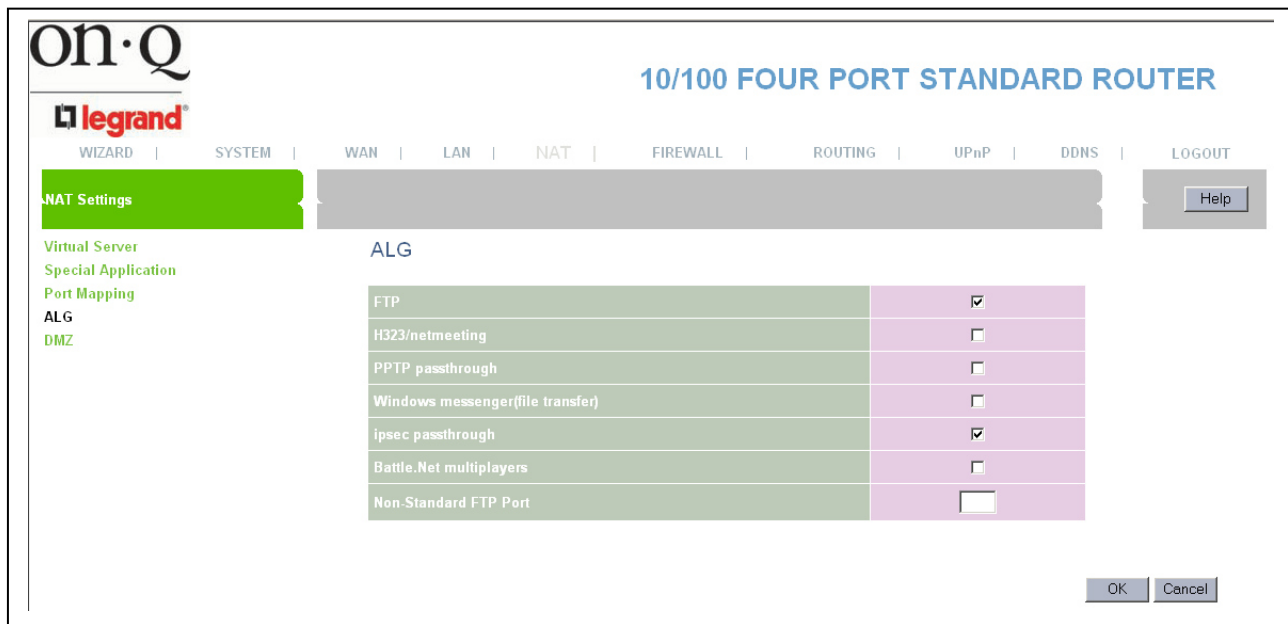 on·Q
legrand®
10/100 FOUR PORT STANDARD ROUTER
WIZARD | SYSTEM | WAN | LAN | NAT | FIREWALL | ROUTING | UPnP | DDNS | LOGOUT
NAT Settings
Help
Virtual Server
Special Application
Port Mapping
ALG
DMZ
ALG
FTP
H323/netmeeting
PPTP passthrough
Windows messenger(file transfer)
ipsec passthrough
Battle.Net multiplayers
Non-Standard FTP Port
OK Cancel